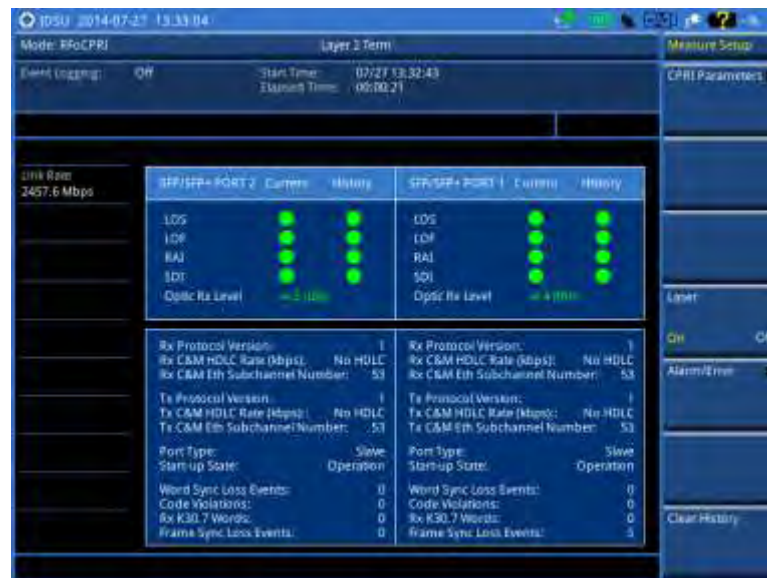 JDSU 2014-07-27 13:33:04
Mode: RFoCPRI
Layer 2 Term
Measure Setup
Event Logging: Off
Start Time: 07/27 13:32:43
Elapsed Time: 00:00:21
CPRI Parameters
Link Rate
2457.6 Mbps
SFP/SFP+ PORT 2 Current History
LOS
LOF
RAI
SDI
Optic Rx Level
SFP/SFP+ PORT 1 Current History
LOS
LOF
RAI
SDI
Optic Rx Level
Rx Protocol Version: 1
Rx C&M HDLC Rate (kbps): No HDLC
Rx C&M Eth Subchannel Number: 53
Tx Protocol Version: 1
Tx C&M HDLC Rate (kbps): No HDLC
Tx C&M Eth Subchannel Number: 53
Port Type: Slave
Start-up State: Operation
Word Sync Loss Events: 0
Code Violations: 0
Rx K30.7 Words: 0
Frame Sync Loss Events: 0
Rx Protocol Version: 1
Rx C&M HDLC Rate (kbps): No HDLC
Rx C&M Eth Subchannel Number: 53
Tx Protocol Version: 1
Tx C&M HDLC Rate (kbps): No HDLC
Tx C&M Eth Subchannel Number: 53
Port Type: Slave
Start-up State: Operation
Word Sync Loss Events: 0
Code Violations: 0
Rx K30.7 Words: 0
Frame Sync Loss Events: 5
Laser
On
Alarm/Error
Clear History